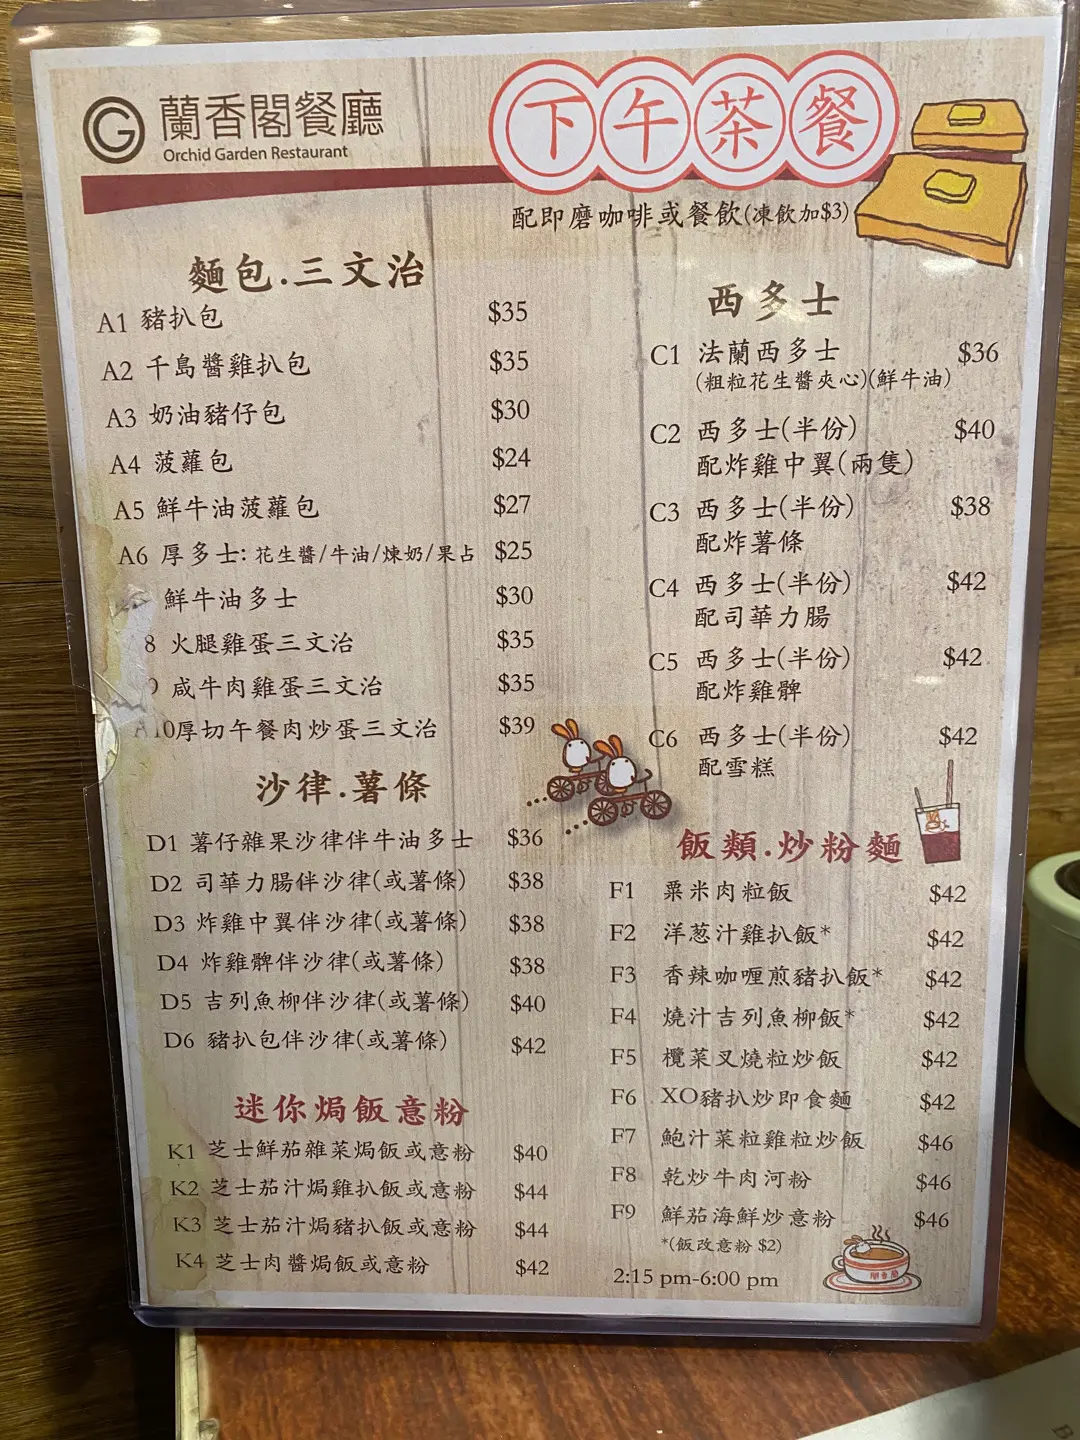 蘭香閣餐廳
Orchid Garden Restaurant
下午茶餐
配即磨咖啡或餐飲(凍飲加$3)
麵包.三文治
A1 豬扒包 $35
A2 千島醬雞扒包 $35
A3 奶油豬仔包 $30
A4 菠蘿包 $24
A5 鮮牛油菠蘿包 $27
A6 厚多士: 花生醬/牛油/煉奶/果占 $25
鮮牛油多士 $30
8 火腿雞蛋三文治 $35
9 咸牛肉雞蛋三文治 $35
A10厚切午餐肉炒蛋三文治 $39
沙律.薯條
D1 薯仔雜果沙律伴牛油多士 $36
D2 司華力腸伴沙律(或薯條) $38
D3 炸雞中翼伴沙律(或薯條) $38
D4 炸雞髀伴沙律(或薯條) $38
D5 吉列魚柳伴沙律(或薯條) $40
D6 豬扒包伴沙律(或薯條) $42
迷你焗飯意粉
K1 芝士鮮茄雜菜焗飯或意粉 $40
K2 芝士茄汁焗雞扒飯或意粉 $44
K3 芝士茄汁焗豬扒飯或意粉 $44
K4 芝士肉醬焗飯或意粉 $42
西多士
C1 法蘭西多士 $36
(粗粒花生醬夾心)(鮮牛油)
C2 西多士(半份) $40
配炸雞中翼(兩隻)
C3 西多士(半份) $38
配炸薯條
C4 西多士(半份) $42
配司華力腸
C5 西多士(半份) $42
配炸雞髀
C6 西多士(半份) $42
配雪糕
飯類.炒粉麵
F1 粟米肉粒飯 $42
F2 洋葱汁雞扒飯* $42
F3 香辣咖喱煎豬扒飯* $42
F4 燒汁吉列魚柳飯* $42
F5 欖菜叉燒粒炒飯 $42
F6 XO豬扒炒即食麵 $42
F7 鮑汁菜粒雞粒炒飯 $46
F8 乾炒牛肉河粉 $46
F9 鮮茄海鮮炒意粉 $46
*(飯改意粉 $2)
2:15 pm-6:00 pm